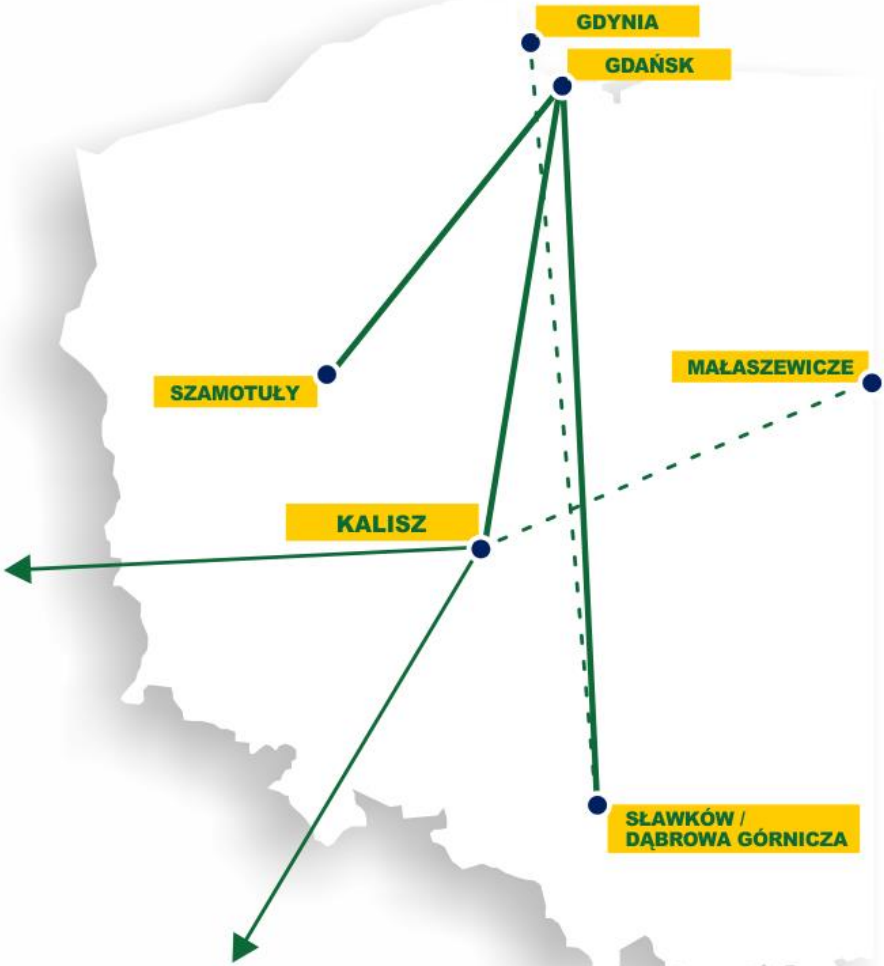 GDYNIA
GDAŃSK
MAŁASZEWICZE
SZAMOTUŁY
KALISZ
SŁAWKÓW /
DĄBROWA GÓRNICZA